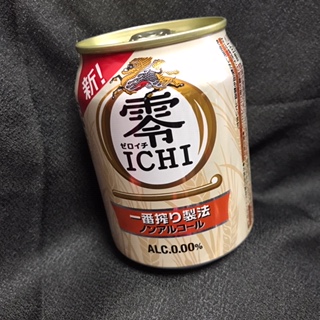 新!
零
ゼロイチ
ICHI
一番搾り製法
ノンアルコール
ALC.0.00%